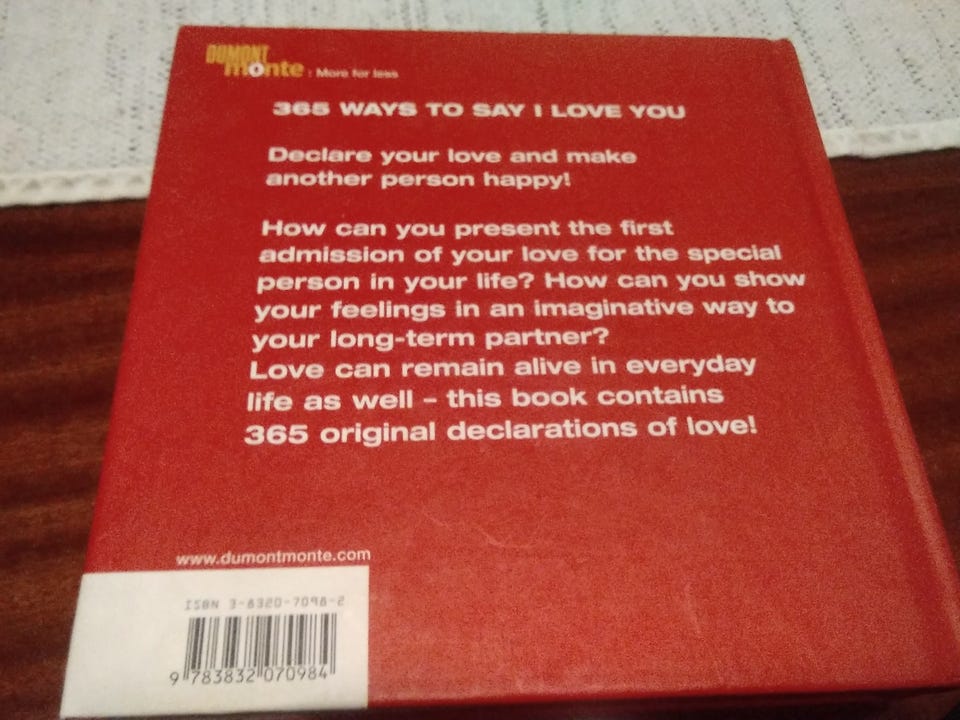 DUMONT
monte : More for less
365 WAYS TO SAY I LOVE YOU
Declare your love and make
another person happy!
How can you present the first
admission of your love for the special
person in your life? How can you show
your feelings in an imaginative way to
your long-term partner?
Love can remain alive in everyday
life as well – this book contains
365 original declarations of love!
www.dumontmonte.com
ISBN 3-8320-7098-2
9 783832 070984